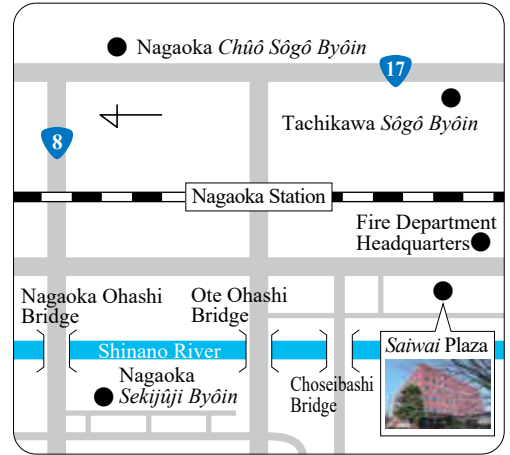 Nagaoka Chûô Sôgô Byôin
17
Tachikawa Sôgô Byôin
8
Nagaoka Station
Fire Department
Headquarters
Nagaoka Ohashi
Bridge
Ote Ohashi
Bridge
Shinano River
Saiwai Plaza
Nagaoka
Sekijûji Byôin
Choseibashi
Bridge